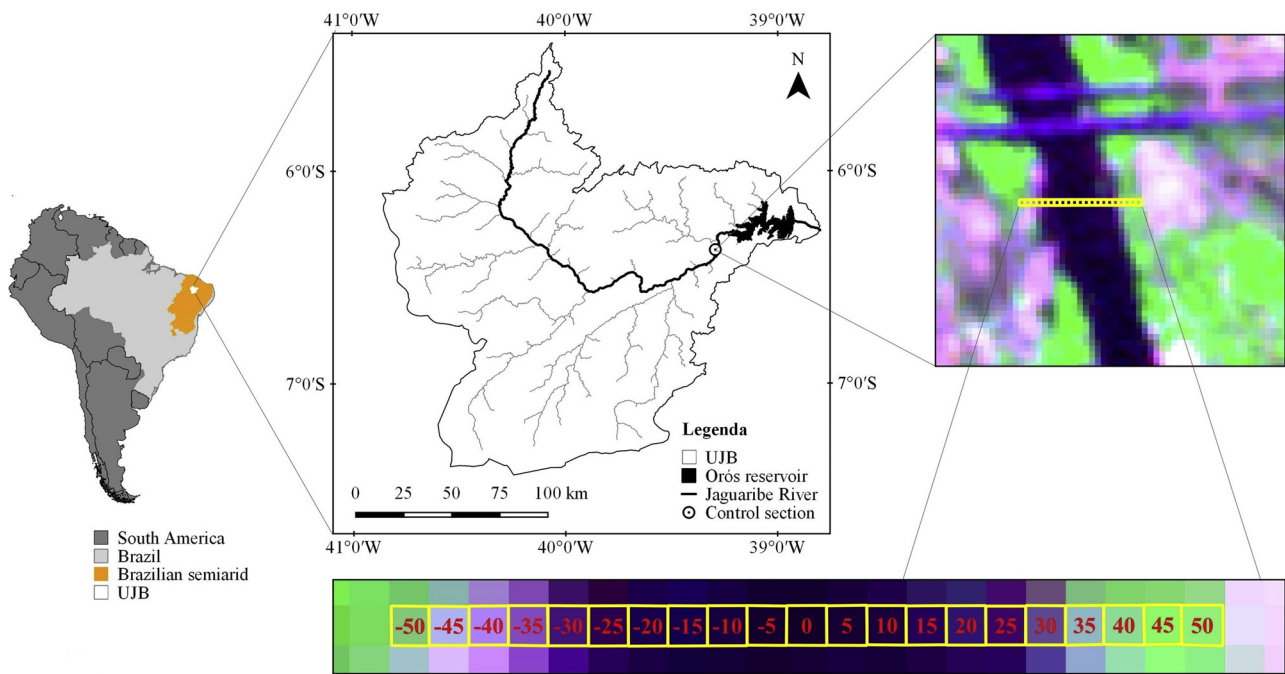 41°0'W 40°0'W 39°0'W
N
6°0'S 6°0'S
7°0'S 7°0'S
Legenda
UJB
Orós reservoir
Jaguaribe River
Control section
0 25 50 75 100 km
41°0'W 40°0'W 39°0'W
South America
Brazil
Brazilian semiarid
UJB
-50 -45 -40 -35 -30 -25 -20 -15 -10 -5 0 5 10 15 20 25 30 35 40 45 50